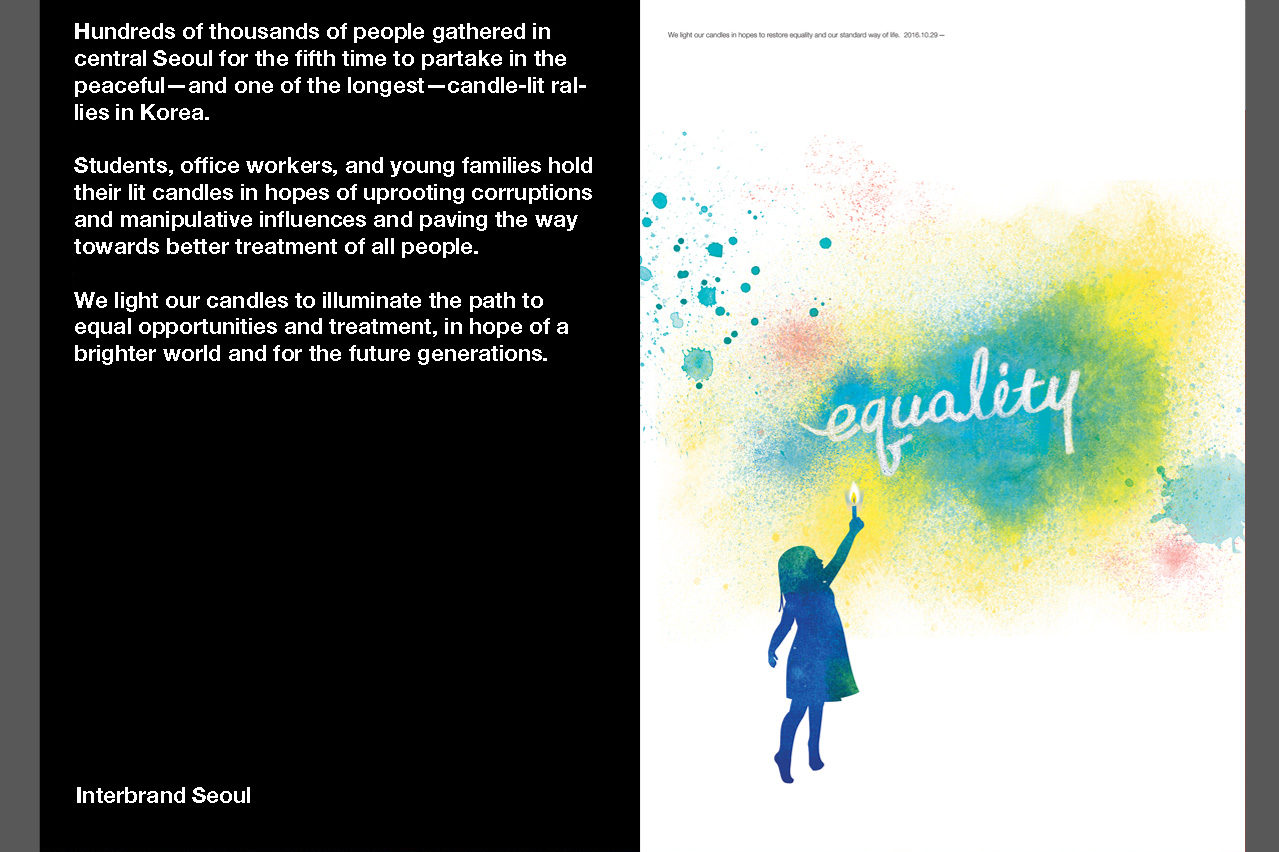 Hundreds of thousands of people gathered in
central Seoul for the fifth time to partake in the
peaceful—and one of the longest—candle-lit ral-
lies in Korea.
Students, office workers, and young families hold
their lit candles in hopes of uprooting corruptions
and manipulative influences and paving the way
towards better treatment of all people.
We light our candles to illuminate the path to
equal opportunities and treatment, in hope of a
brighter world and for the future generations.
Interbrand Seoul
We light our candles in hopes to restore equality and our standard way of life. 2016.10.29 —
equality